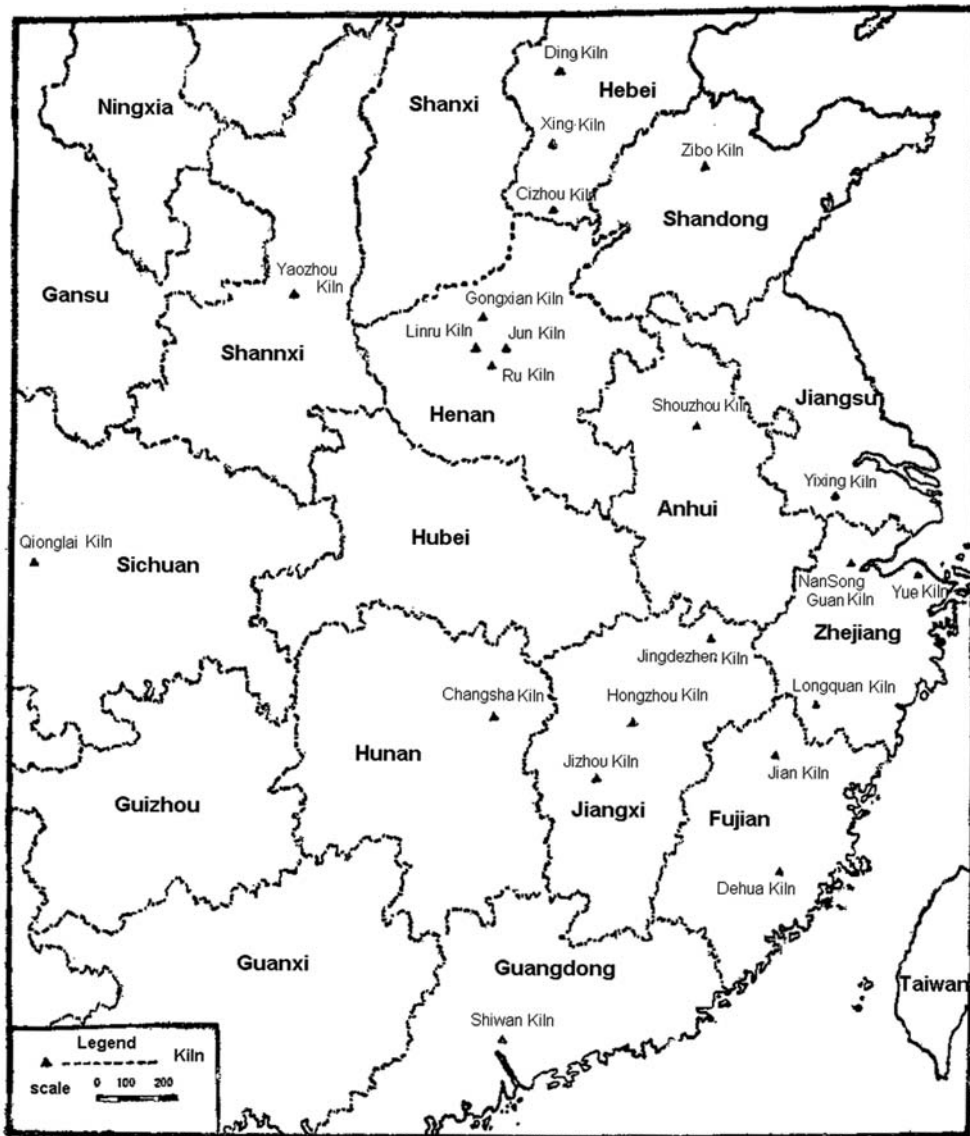 Ding Kiln
Ningxia
Shanxi
Hebei
Xing Kiln
Zibo Kiln
Cizhou Kiln
Shandong
Yaozhou
Kiln
Gansu
Gongxian Kiln
Linru Kiln
Jun Kiln
Shannxi
Ru Kiln
Henan
Shouzhou Kiln
Jiangsu
Yixing Kiln
Anhui
Hubei
Qionglai Kiln
Sichuan
NanSong
Guan Kiln
Yue Kiln
Zhejiang
Jingdezhen Kiln
Changsha Kiln
Hongzhou Kiln
Longquan Kiln
Hunan
Jizhou Kiln
Jian Kiln
Guizhou
Jiangxi
Fujian
Dehua Kiln
Guanxi
Guangdong
Taiwan
Shiwan Kiln
Legend
Kiln
scale 0 100 200